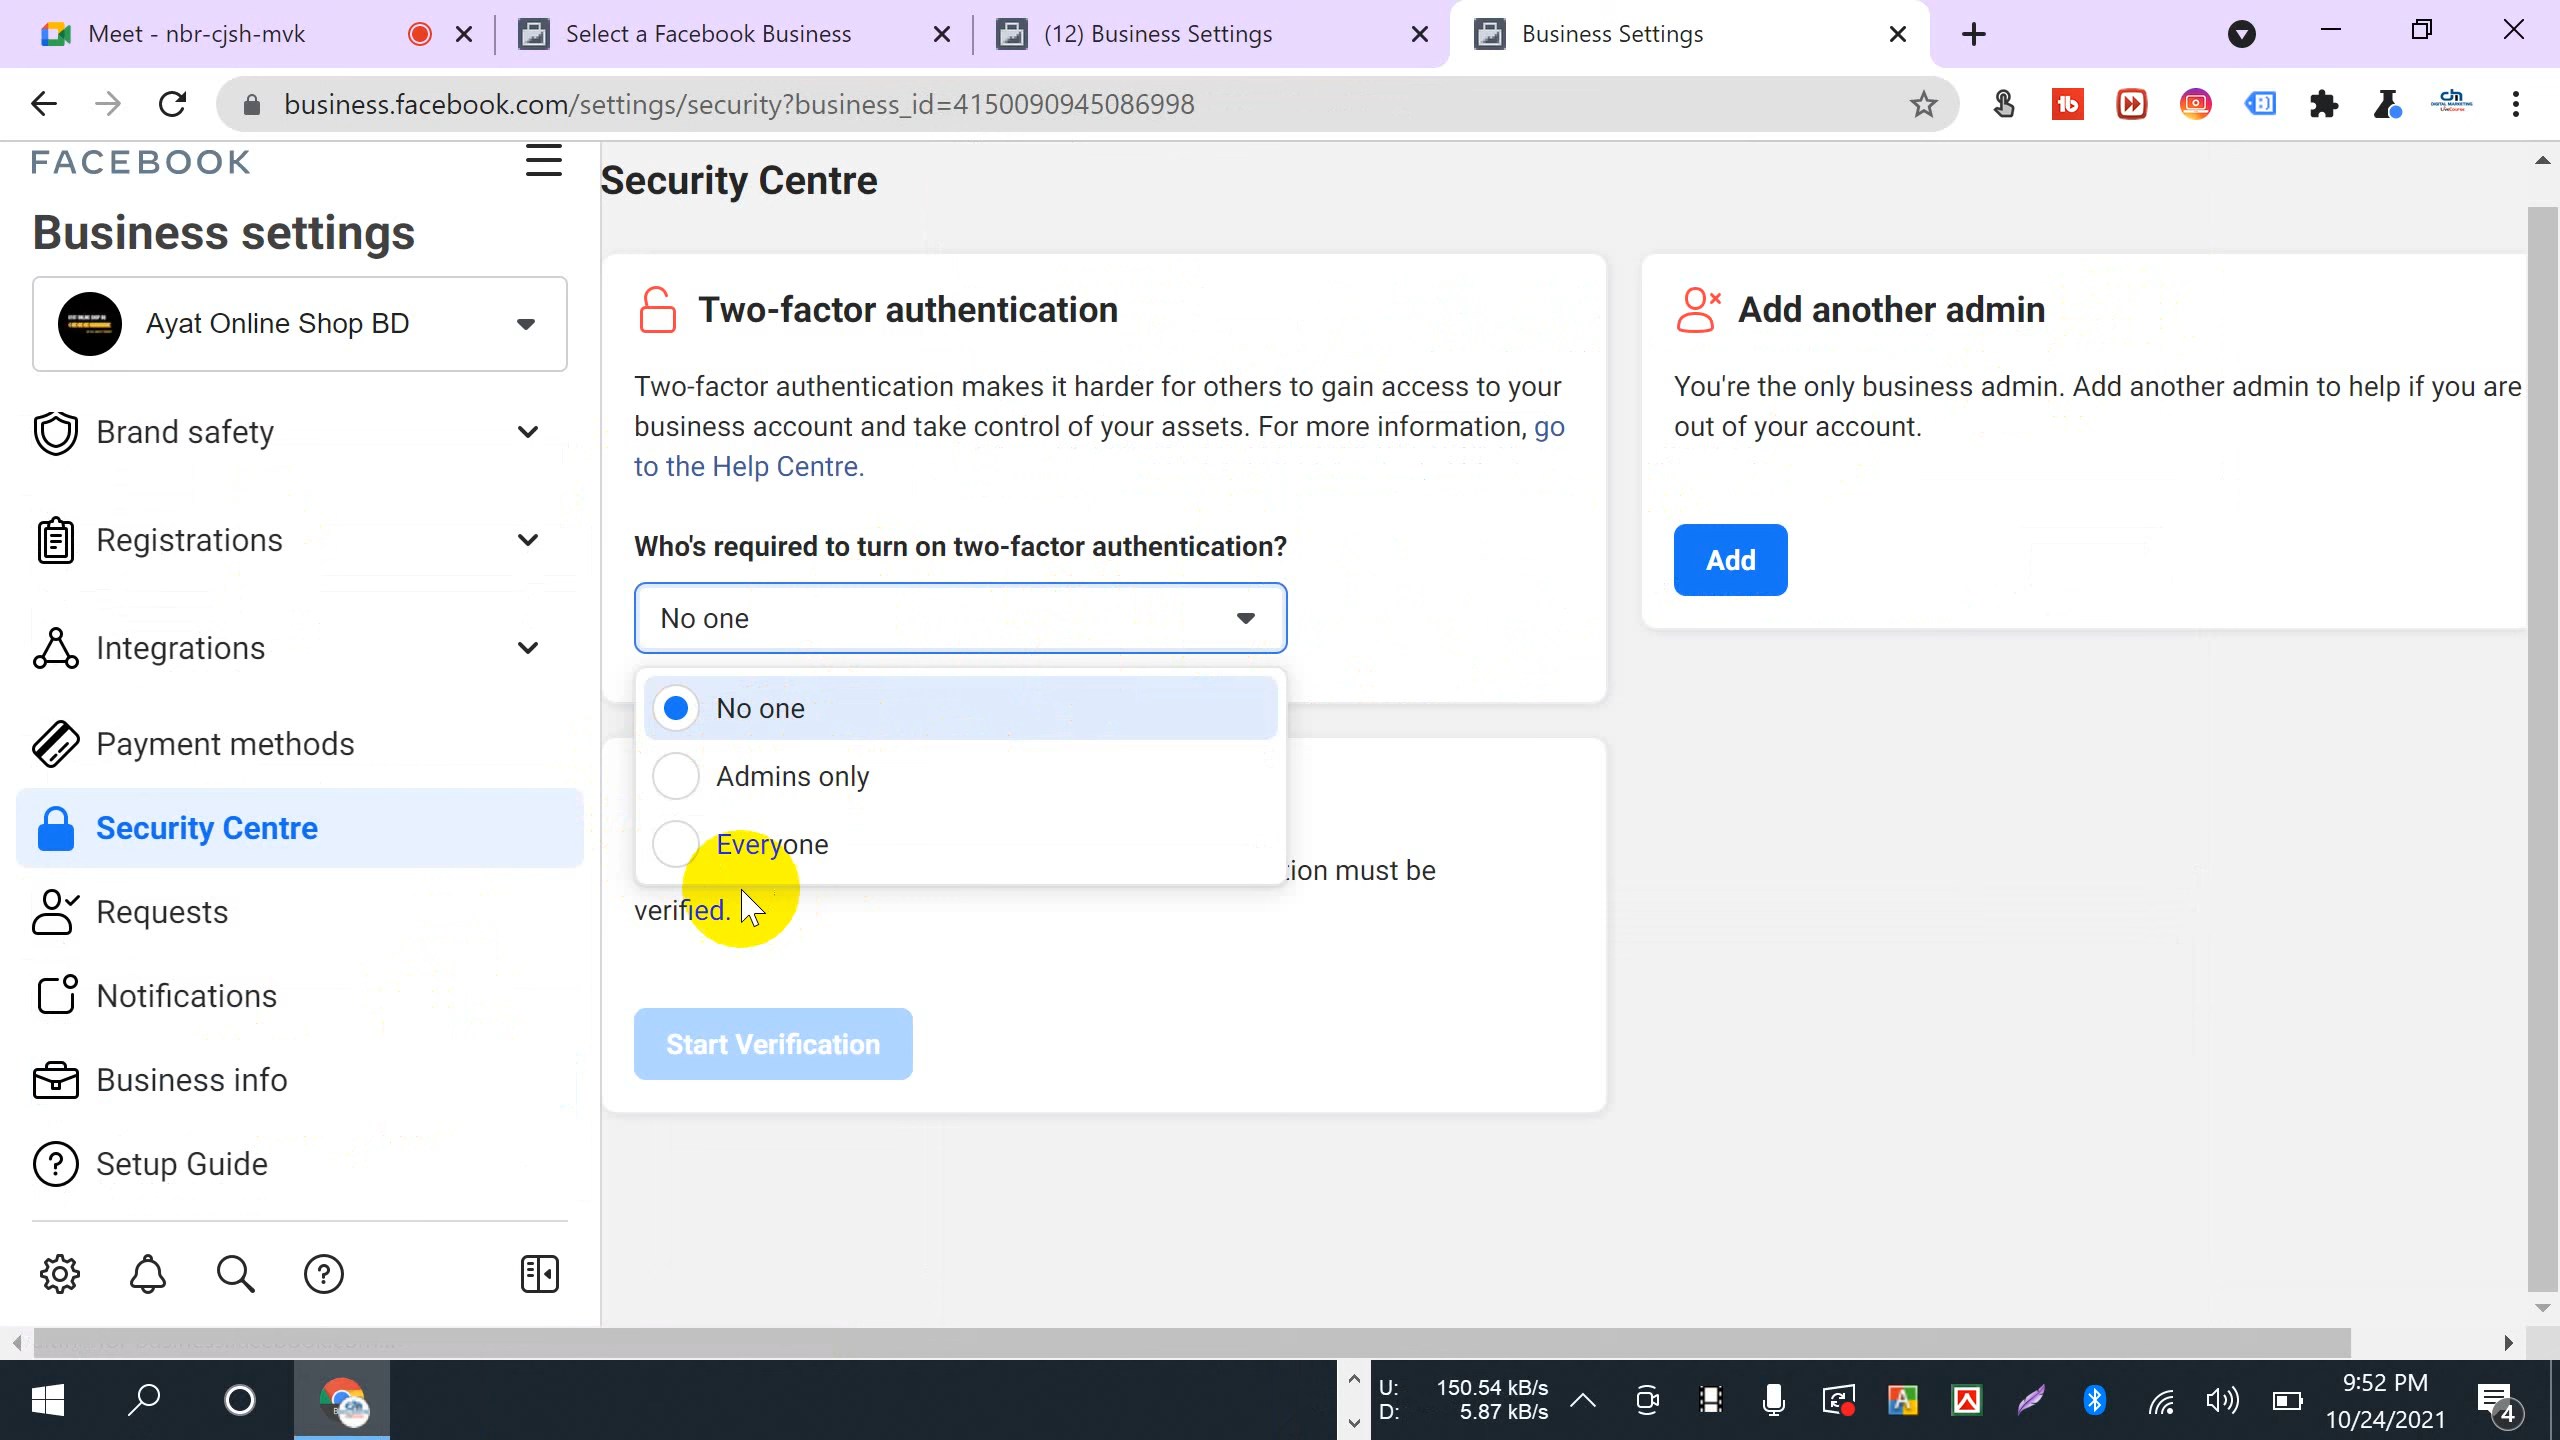 Meet - nbr-cjsh-mvk
Select a Facebook Business
(12) Business Settings
Business Settings
business.facebook.com/settings/security?business_id=4150090945086998
FACEBOOK
Business settings
Ayat Online Shop BD
Brand safety
Registrations
Integrations
Payment methods
Security Centre
Requests
Notifications
Business info
Setup Guide
Security Centre
Two-factor authentication
Two-factor authentication makes it harder for others to gain access to your
business account and take control of your assets. For more information, go
to the Help Centre.
Who's required to turn on two-factor authentication?
No one
No one
Admins only
Everyone
tion must be
verified.
Start Verification
Add another admin
You're the only business admin. Add another admin to help if you are
out of your account.
Add
U: 150.54 kB/s
D: 5.87 kB/s
9:52 PM
10/24/2021
4